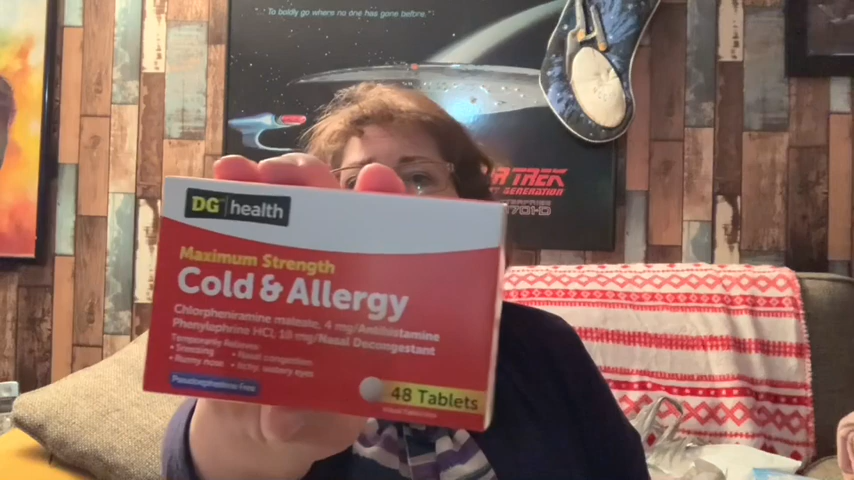 To boldly go where no one has gone before."
DG health
Maximum Strength
Cold & Allergy
Chlorpheniramine maleate, 4 mg/Antihistamine
Phenylephrine HCl, 10 mg/Nasal Decongestant
Temporarily Relieves:
• Sneezing
• Nasal congestion
• Runny nose
• Itchy, watery eyes
Pseudoephedrine Free
48 Tablets
TREK
GENERATION
ENTERPRISE
1701-D